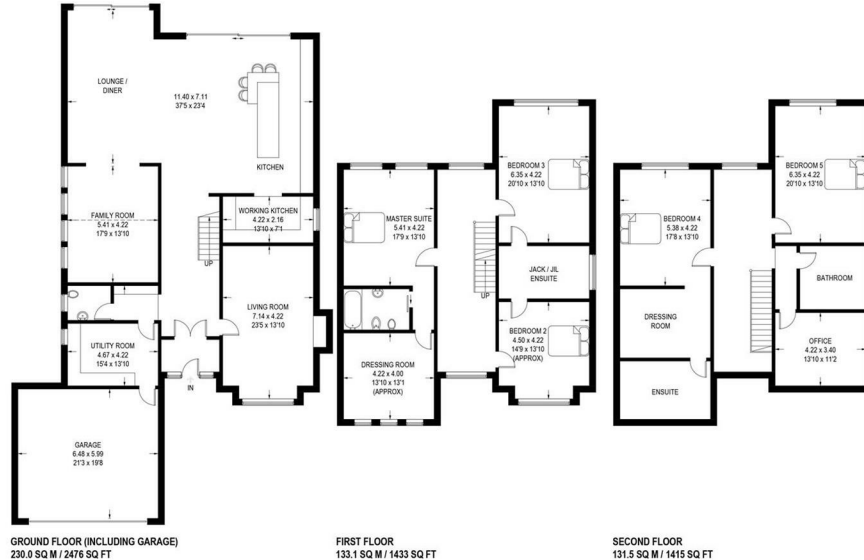 LOUNGE /
DINER
11.40 x 7.11
37'5 x 23'4
KITCHEN
FAMILY ROOM
5.41 x 4.22
17'9 x 13'10
WORKING KITCHEN
4.22 x 2.16
13'10 x 7'1
UP
LIVING ROOM
7.14 x 4.22
23'5 x 13'10
UTILITY ROOM
4.67 x 4.22
15'4 x 13'10
IN
GARAGE
6.48 x 5.99
21'3 x 19'8
GROUND FLOOR (INCLUDING GARAGE)
230.0 SQ M / 2476 SQ FT
BEDROOM 3
6.35 x 4.22
20'10 x 13'10
MASTER SUITE
5.41 x 4.22
17'9 x 13'10
JACK / JIL
ENSUITE
UP
BEDROOM 2
4.50 x 4.22
14'9 x 13'10
(APPROX)
DRESSING ROOM
4.22 x 4.00
13'10 x 13'1
(APPROX)
FIRST FLOOR
133.1 SQ M / 1433 SQ FT
BEDROOM 5
6.35 x 4.22
20'10 x 13'10
BEDROOM 4
5.38 x 4.22
17'8 x 13'10
BATHROOM
DRESSING
ROOM
OFFICE
4.22 x 3.40
13'10 x 11'2
ENSUITE
SECOND FLOOR
131.5 SQ M / 1415 SQ FT